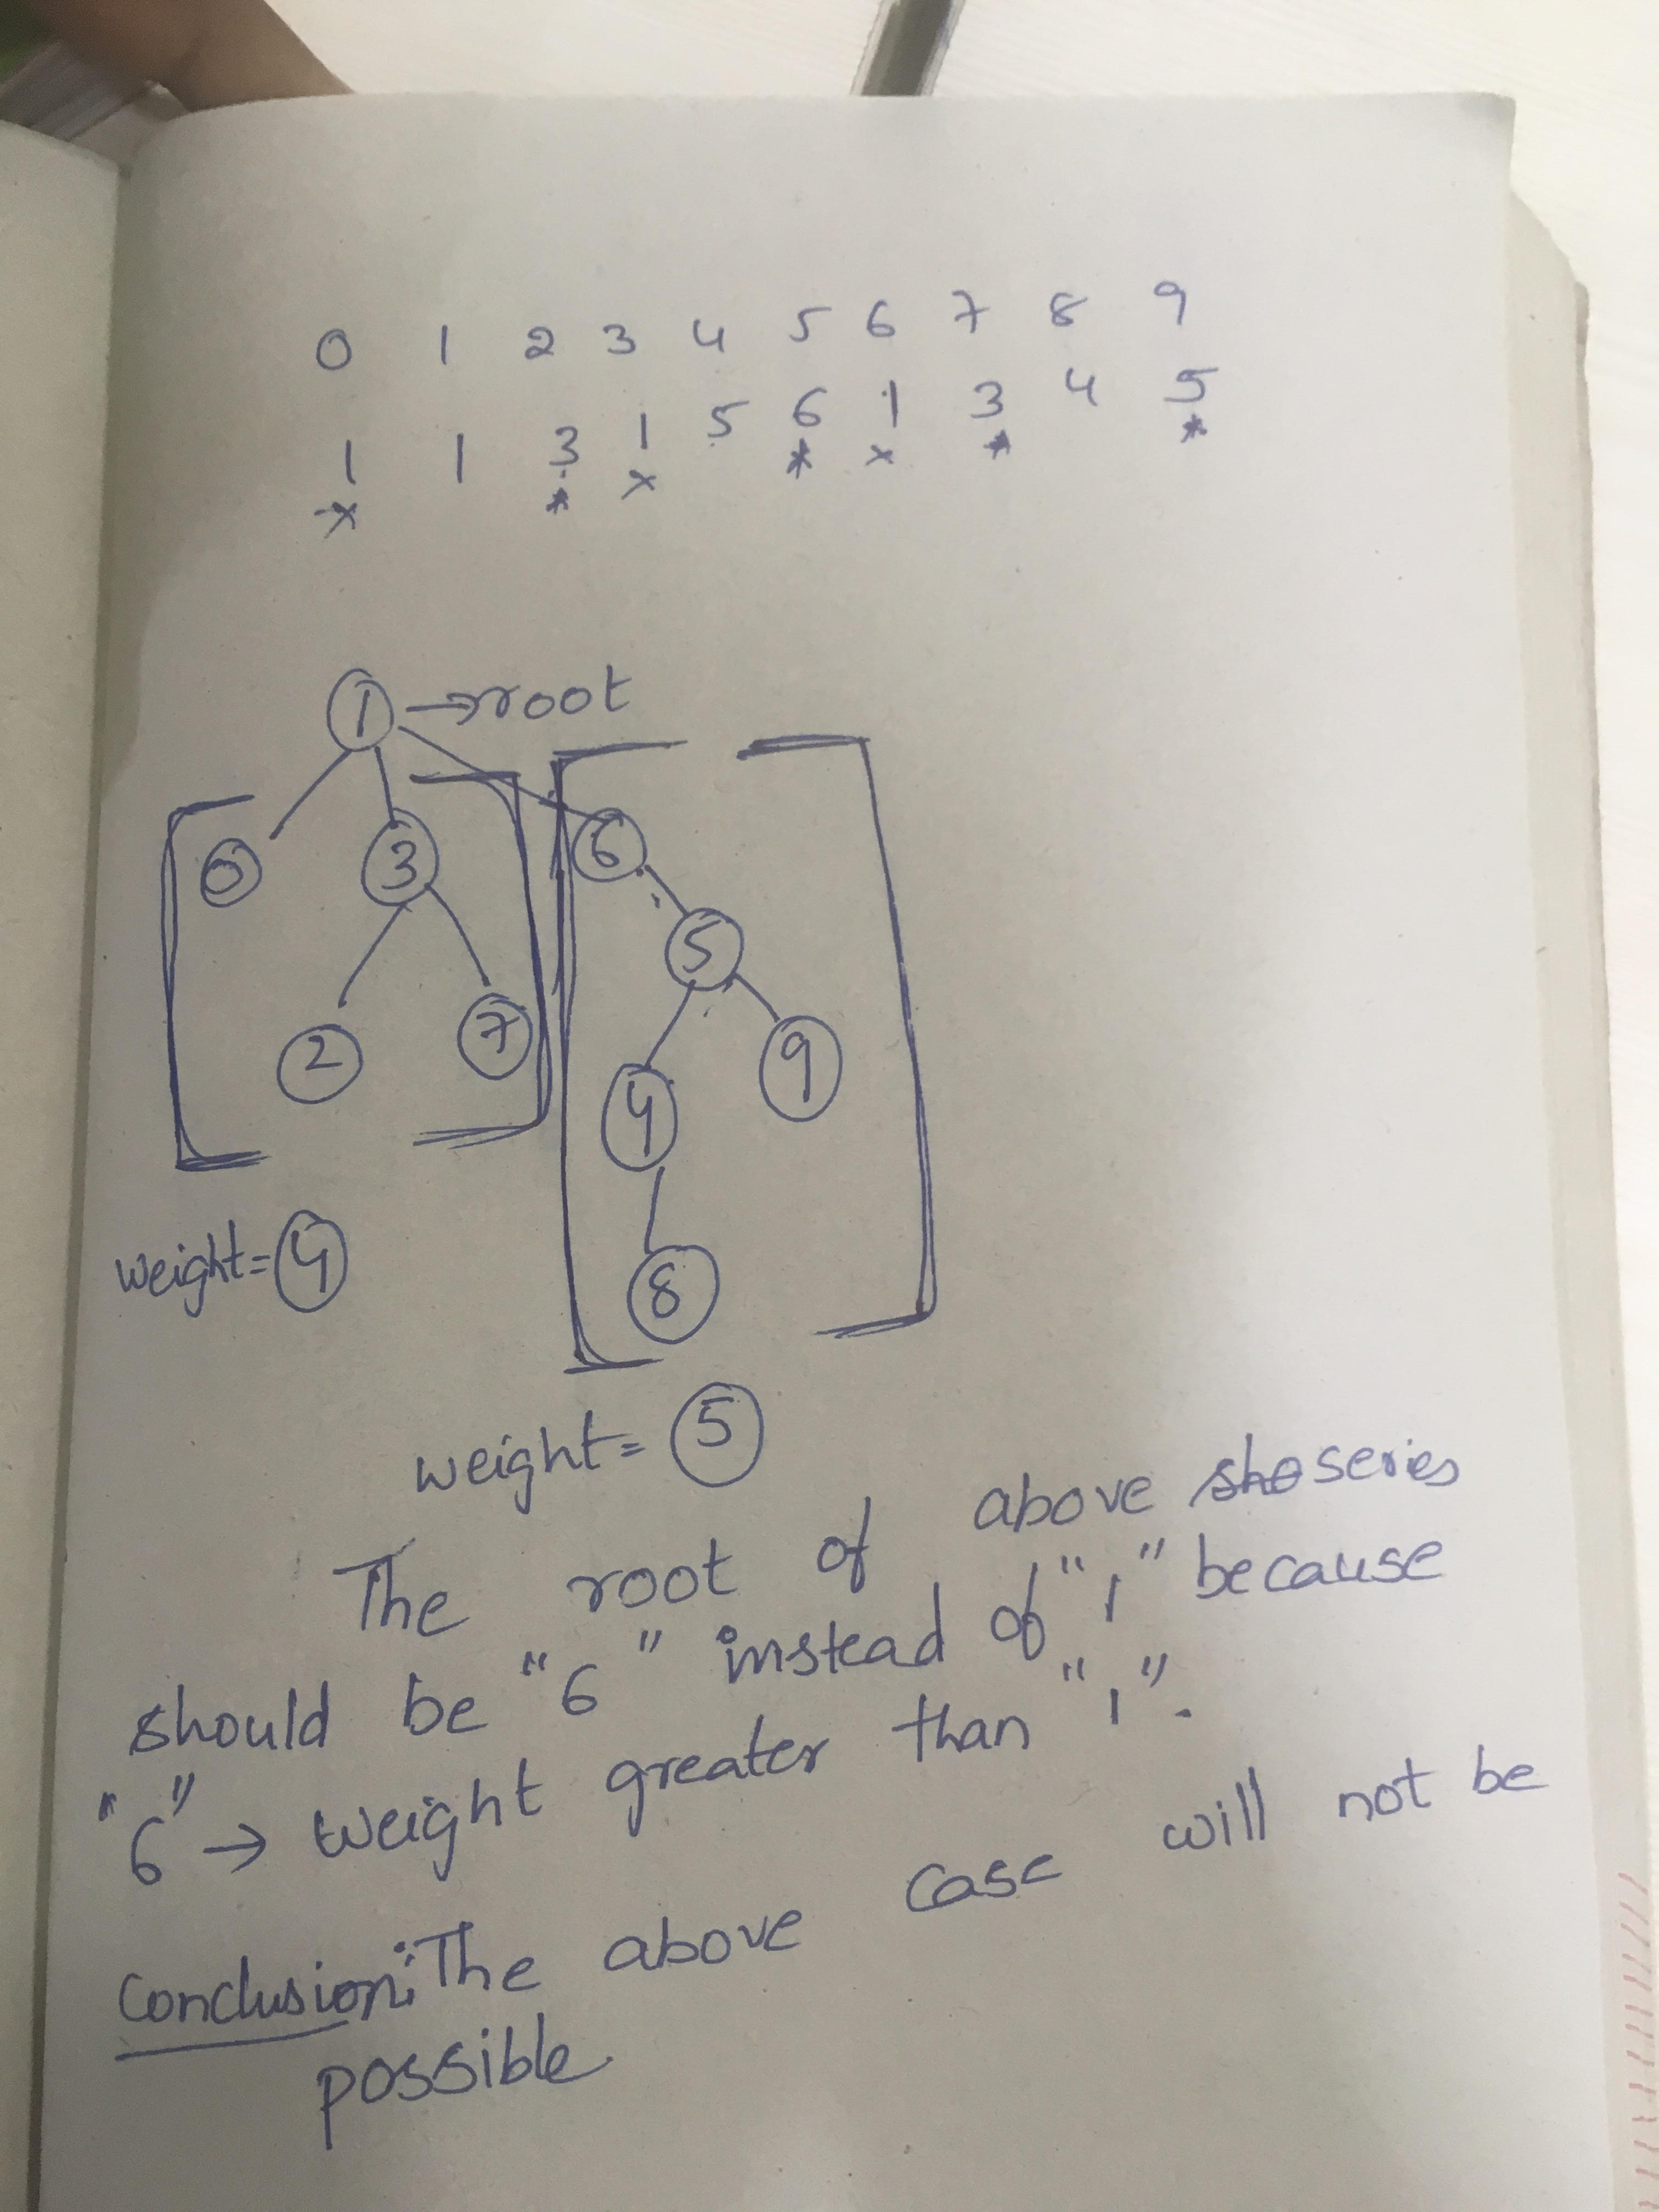 0 1 2 3 4 5 6 7 8 9
1 1 3 1 5 6 1 3 4 5
x * x * x * *
1 → root
0 3 6
5
2 7 4 9
8
weight = 4
weight = 5
The root of above sho series
should be "6" instead of "1" because
"6" → weight greater than "1".
Conclusion: The above case will not be
possible